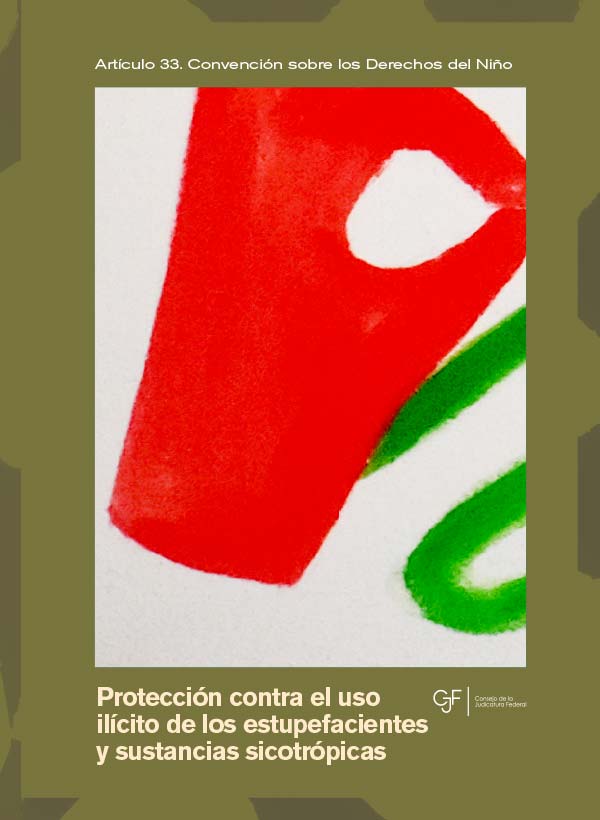 Artículo 33. Convención sobre los Derechos del Niño
Protección contra el uso
ilícito de los estupefacientes
y sustancias sicotrópicas
CJF
Consejo de la
Judicatura Federal